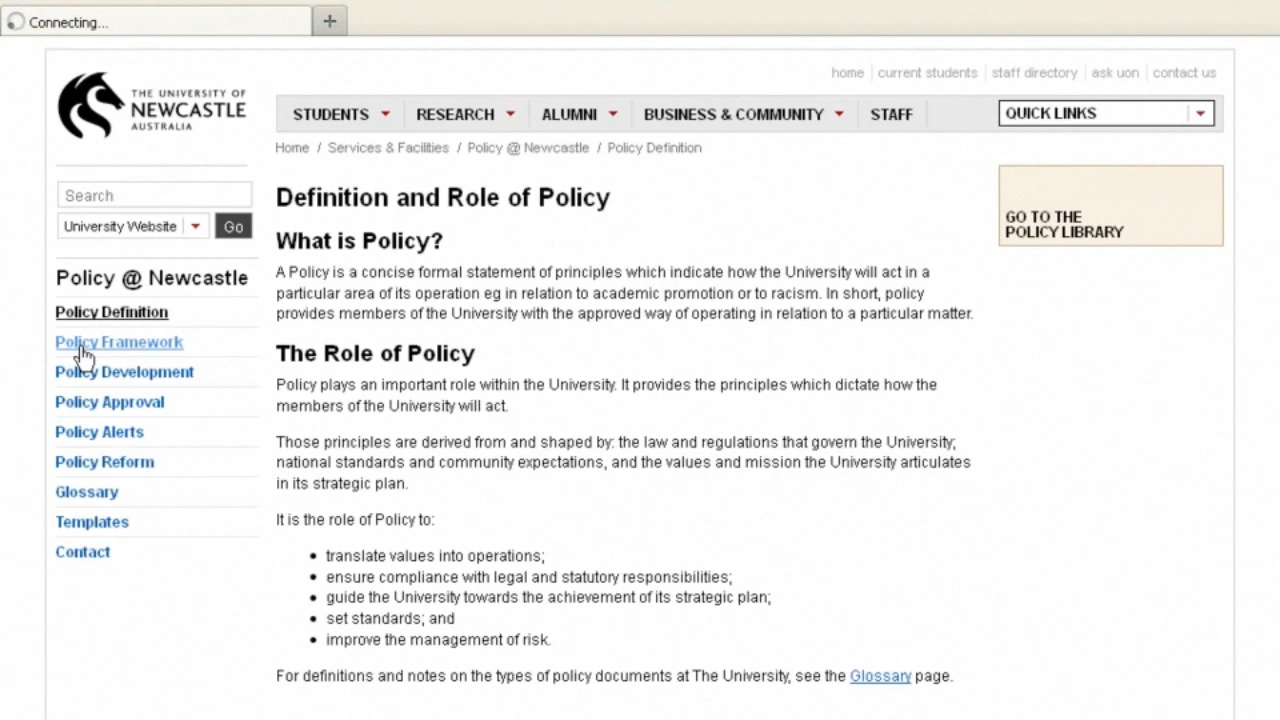 Connecting...
home current students staff directory ask uon contact us
THE UNIVERSITY OF
NEWCASTLE
AUSTRALIA
STUDENTS RESEARCH ALUMNI BUSINESS & COMMUNITY STAFF QUICK LINKS
Home / Services & Facilities / Policy @ Newcastle / Policy Definition
Search
University Website Go
Policy @ Newcastle
Policy Definition
Policy Framework
Policy Development
Policy Approval
Policy Alerts
Policy Reform
Glossary
Templates
Contact
Definition and Role of Policy
What is Policy?
A Policy is a concise formal statement of principles which indicate how the University will act in a
particular area of its operation eg in relation to academic promotion or to racism. In short, policy
provides members of the University with the approved way of operating in relation to a particular matter.
The Role of Policy
Policy plays an important role within the University. It provides the principles which dictate how the
members of the University will act.
Those principles are derived from and shaped by: the law and regulations that govern the University;
national standards and community expectations, and the values and mission the University articulates
in its strategic plan.
It is the role of Policy to:
• translate values into operations;
• ensure compliance with legal and statutory responsibilities;
• guide the University towards the achievement of its strategic plan;
• set standards; and
• improve the management of risk.
For definitions and notes on the types of policy documents at The University, see the Glossary page.
GO TO THE
POLICY LIBRARY